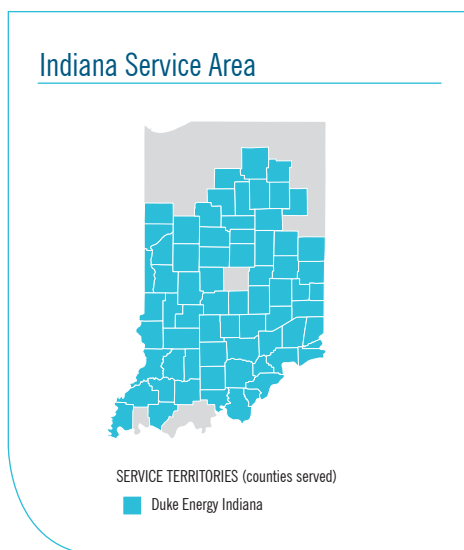 Indiana Service Area
SERVICE TERRITORIES (counties served)
Duke Energy Indiana